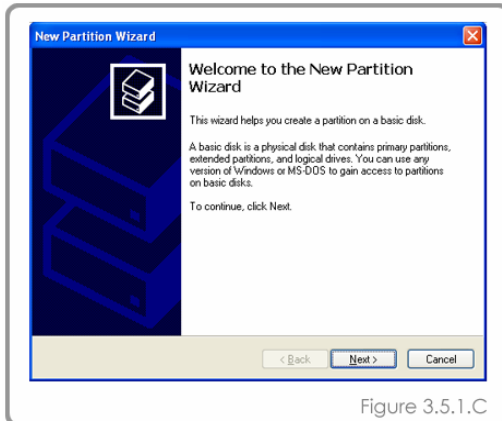 New Partition Wizard
Welcome to the New Partition
Wizard
This wizard helps you create a partition on a basic disk.
A basic disk is a physical disk that contains primary partitions,
extended partitions, and logical drives. You can use any
version of Windows or MS-DOS to gain access to partitions
on basic disks.
To continue, click Next.
< Back Next > Cancel
Figure 3.5.1.C